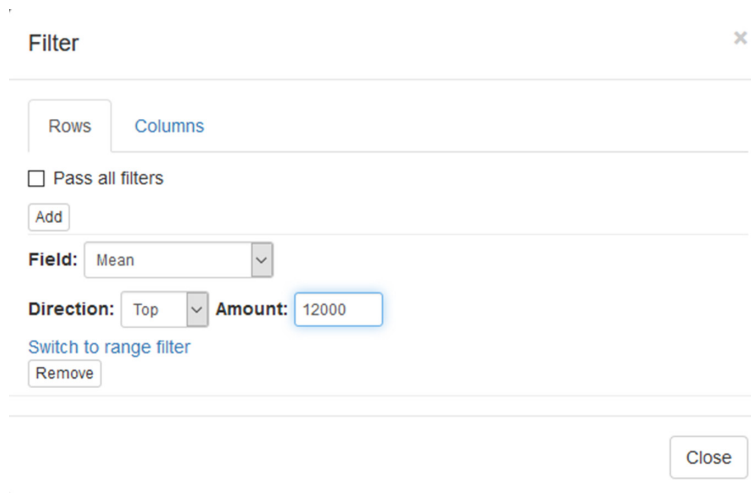 Filter ×
Rows Columns
Pass all filters
Add
Field: Mean
Direction: Top Amount: 12000
Switch to range filter
Remove
Close